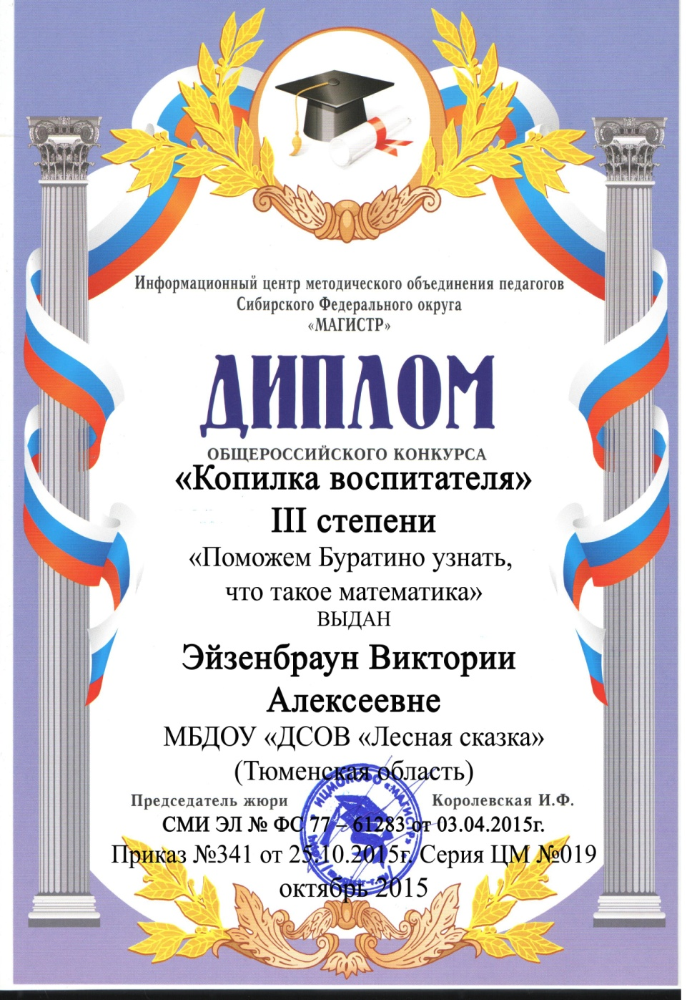 Информационный центр методического объединения педагогов
Сибирского Федерального округа
«МАГИСТР»
ДИПЛОМ
ОБЩЕРОССИЙСКОГО КОНКУРСА
«Копилка воспитателя»
III степени
«Поможем Буратино узнать,
что такое математика»
ВЫДАН
Эйзенбраун Виктории
Алексеевне
МБДОУ «ДСОВ «Лесная сказка»
(Тюменская область)
Председатель жюри Королевская И.Ф.
СМИ ЭЛ № ФС 77 – 61283 от 03.04.2015г.
Приказ №341 от 25.10.2015г. Серия ЦМ №019
октябрь 2015
«МАГИСТР»